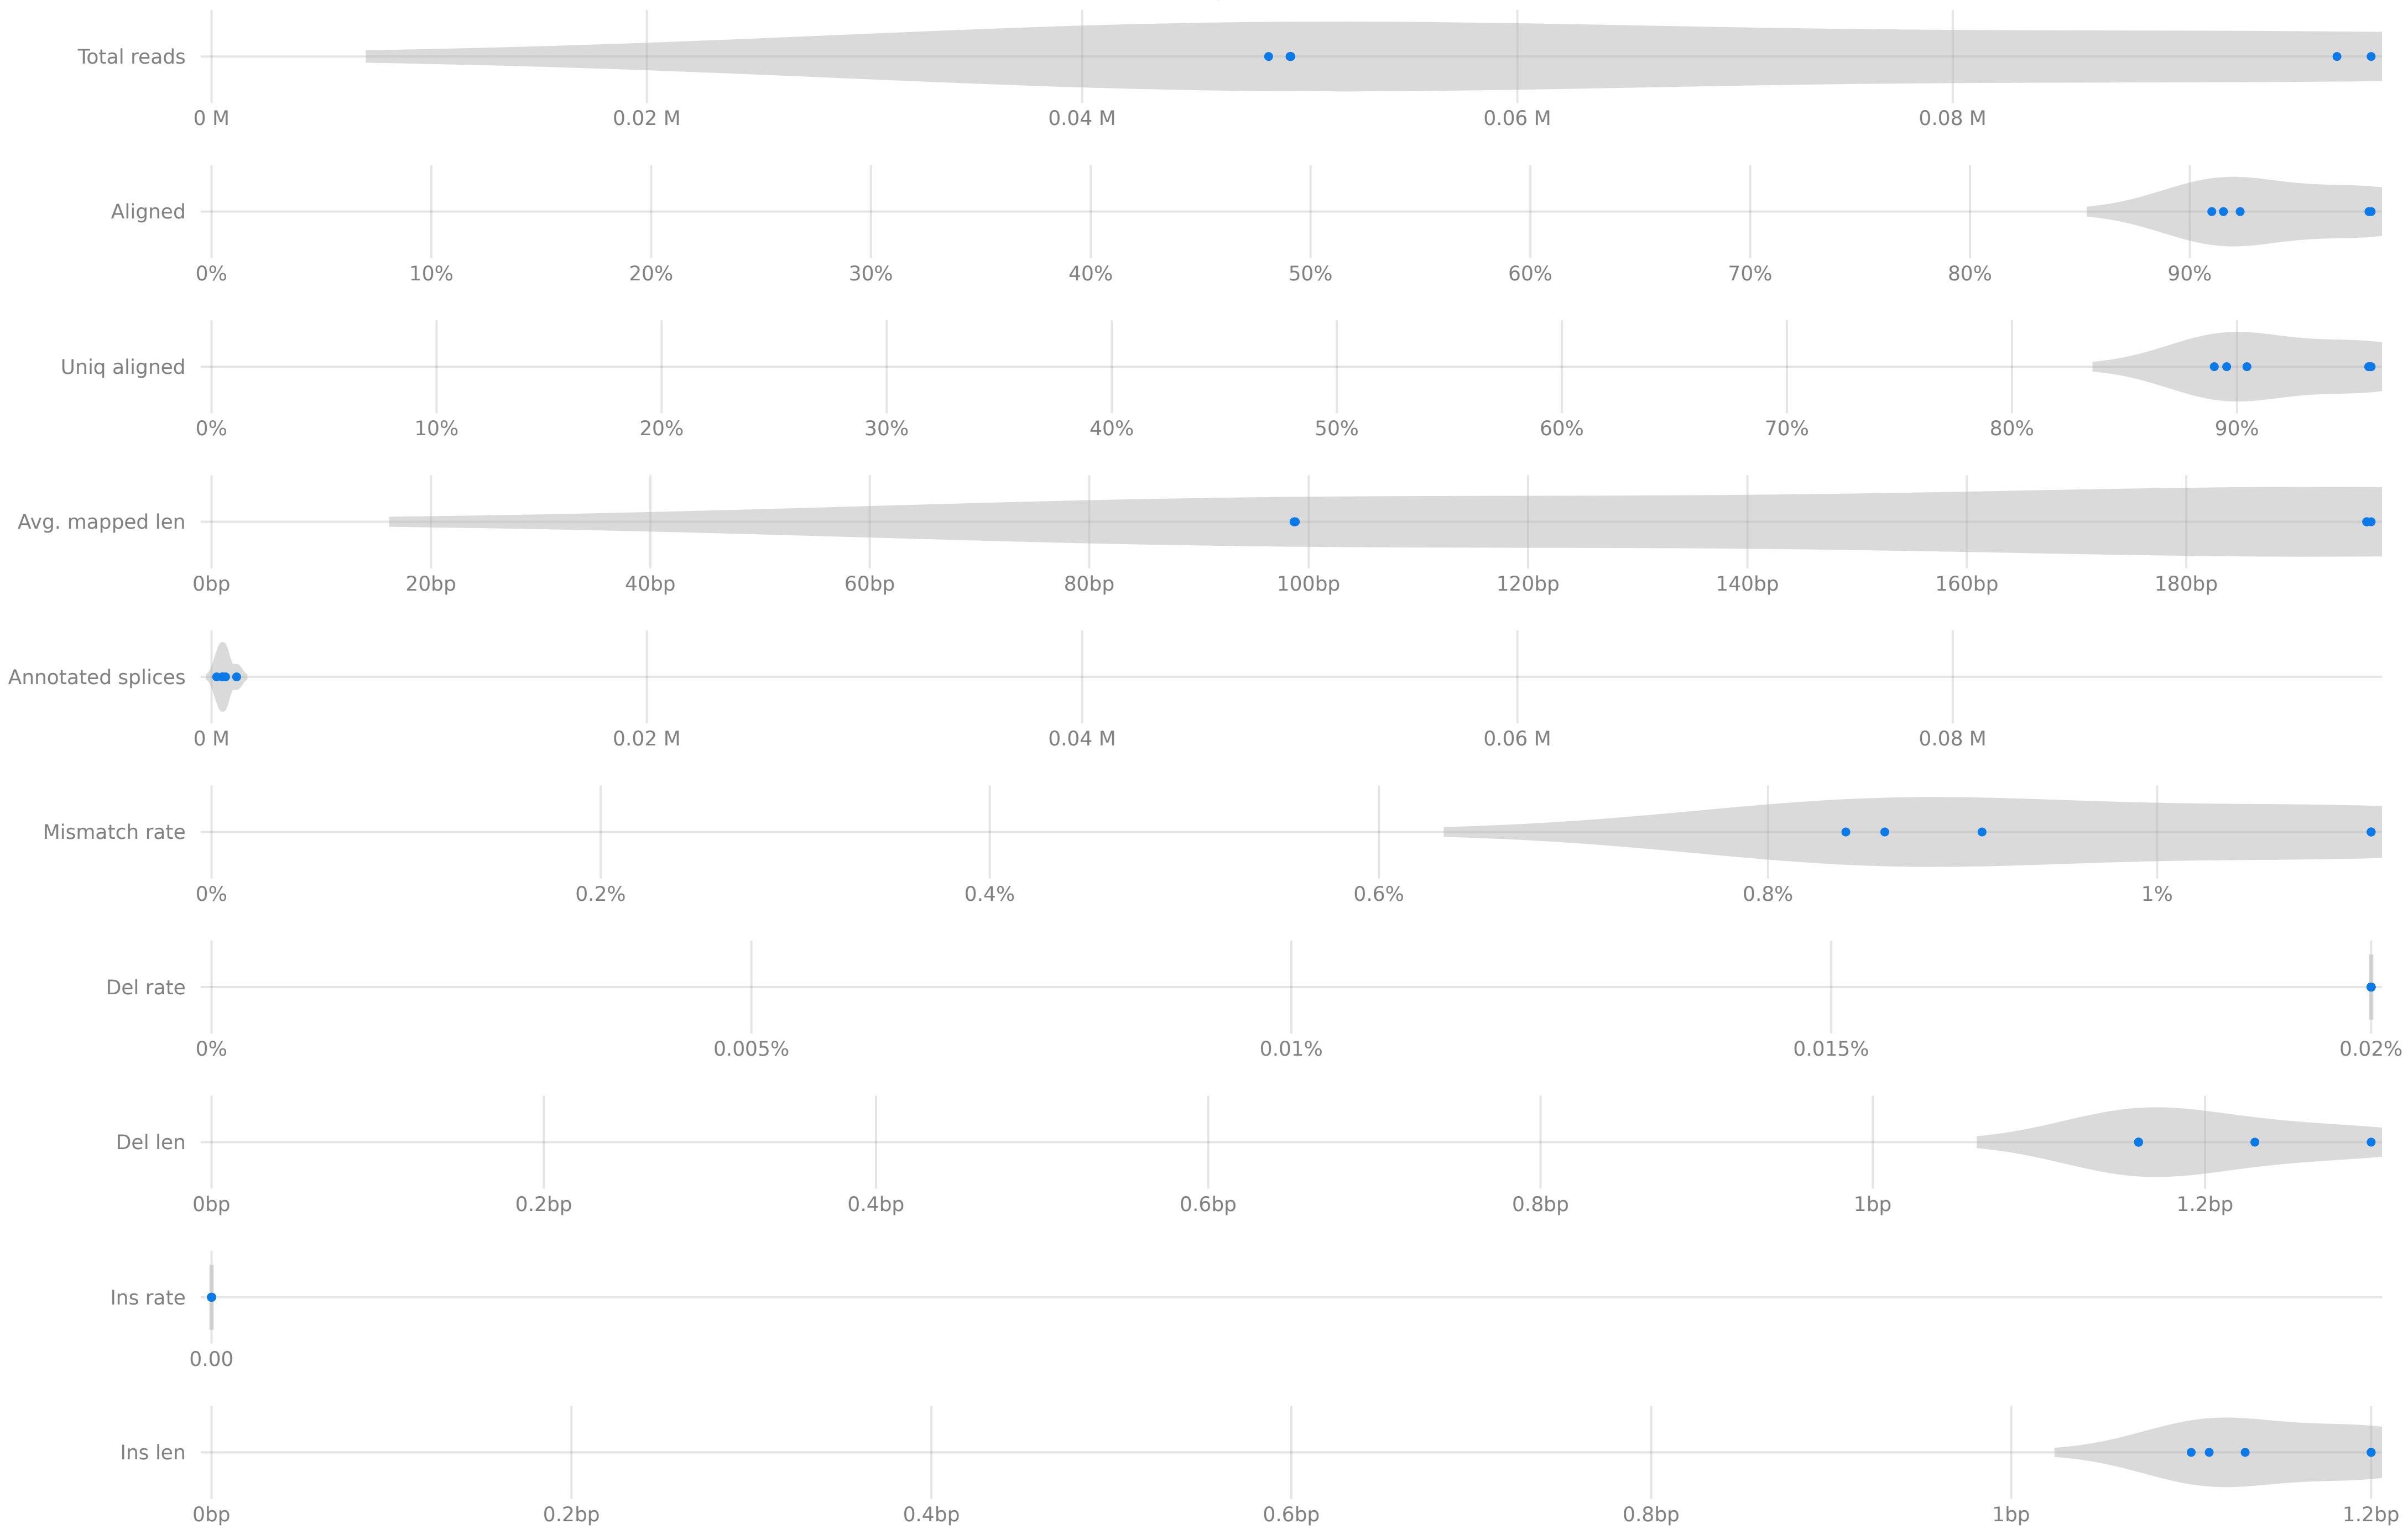 Total reads
0 M 0.02 M 0.04 M 0.06 M 0.08 M
Aligned
0% 10% 20% 30% 40% 50% 60% 70% 80% 90%
Uniq aligned
0% 10% 20% 30% 40% 50% 60% 70% 80% 90%
Avg. mapped len
0bp 20bp 40bp 60bp 80bp 100bp 120bp 140bp 160bp 180bp
Annotated splices
0 M 0.02 M 0.04 M 0.06 M 0.08 M
Mismatch rate
0% 0.2% 0.4% 0.6% 0.8% 1%
Del rate
0% 0.005% 0.01% 0.015% 0.02%
Del len
0bp 0.2bp 0.4bp 0.6bp 0.8bp 1bp 1.2bp
Ins rate
0.00
Ins len
0bp 0.2bp 0.4bp 0.6bp 0.8bp 1bp 1.2bp